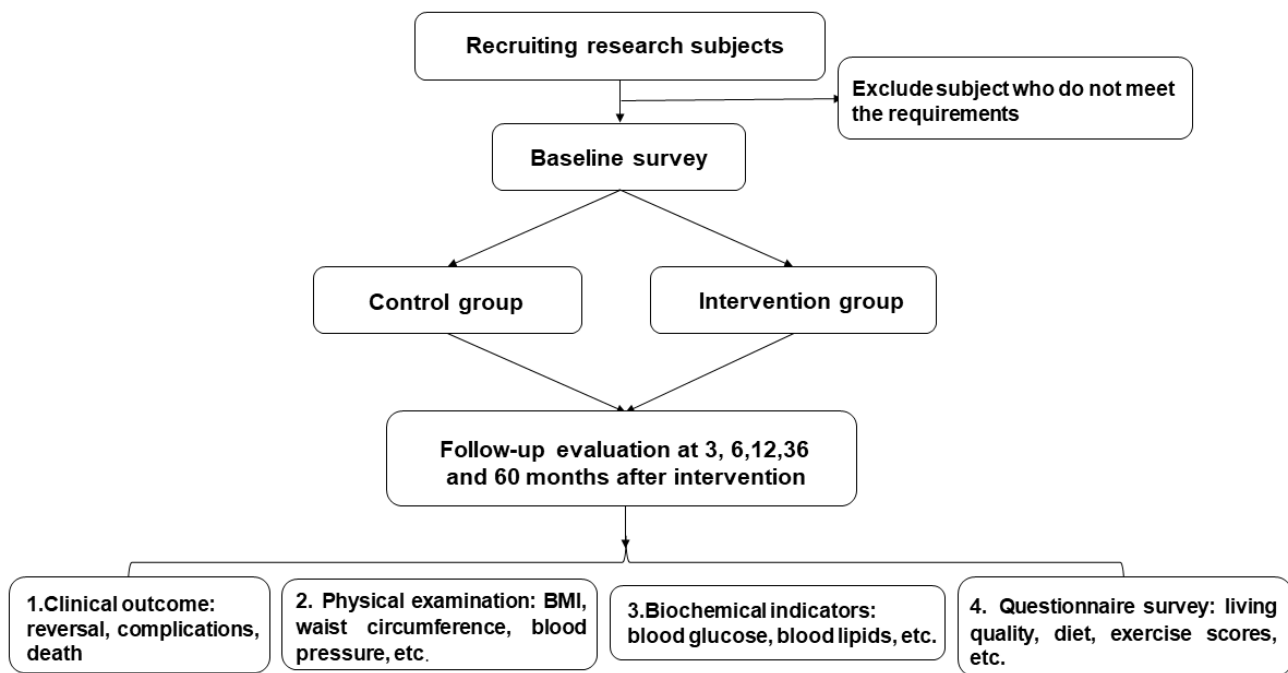 Recruiting research subjects
Exclude subject who do not meet
the requirements
Baseline survey
Control group
Intervention group
Follow-up evaluation at 3, 6,12,36
and 60 months after intervention
1.Clinical outcome:
reversal, complications,
death
2. Physical examination: BMI,
waist circumference, blood
pressure, etc.
3.Biochemical indicators:
blood glucose, blood lipids, etc.
4. Questionnaire survey: living
quality, diet, exercise scores,
etc.